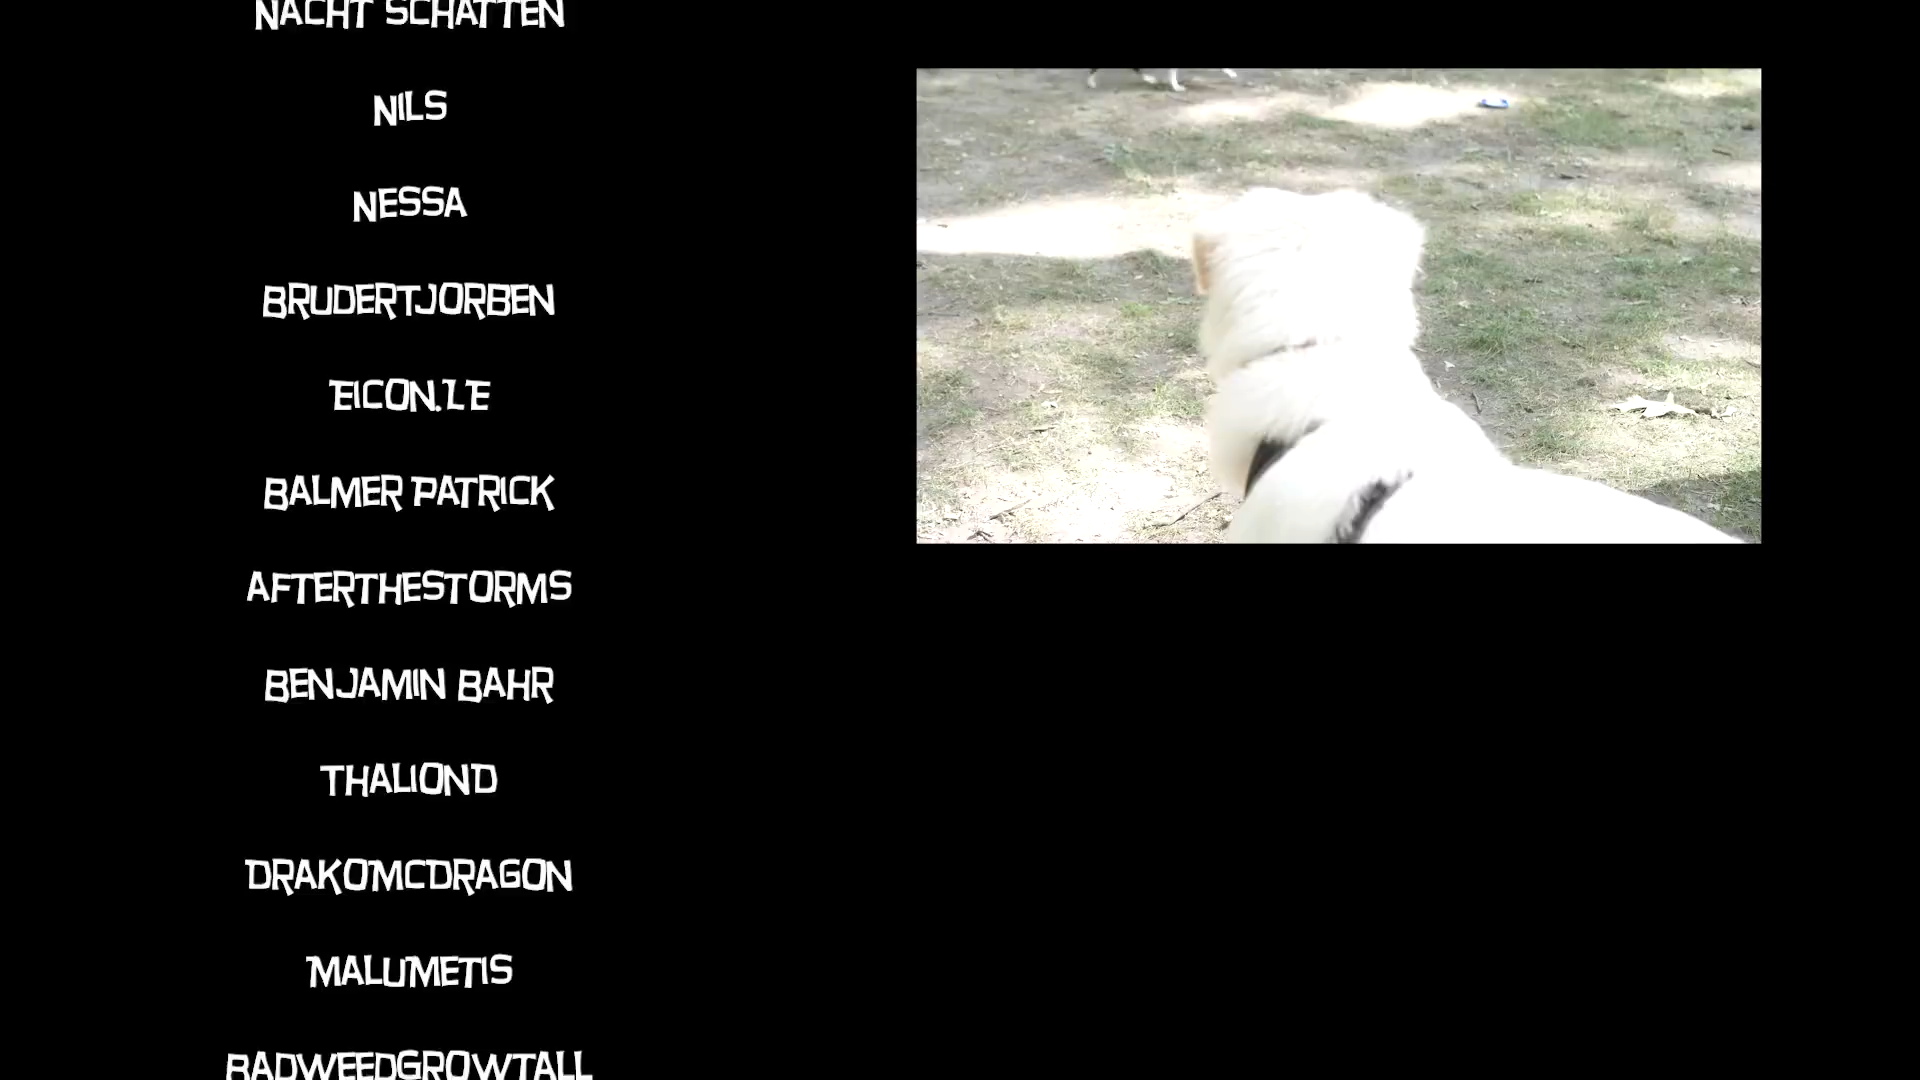 NACHT SCHATTEN
NILS
NESSA
BRUDERTJORBEN
EICON.LE
BALMER PATRICK
AFTERTHESTORMS
BENJAMIN BAHR
THALIOND
DRAKOMCDRAGON
MALUMETIS
BADWEEDGROWTALL